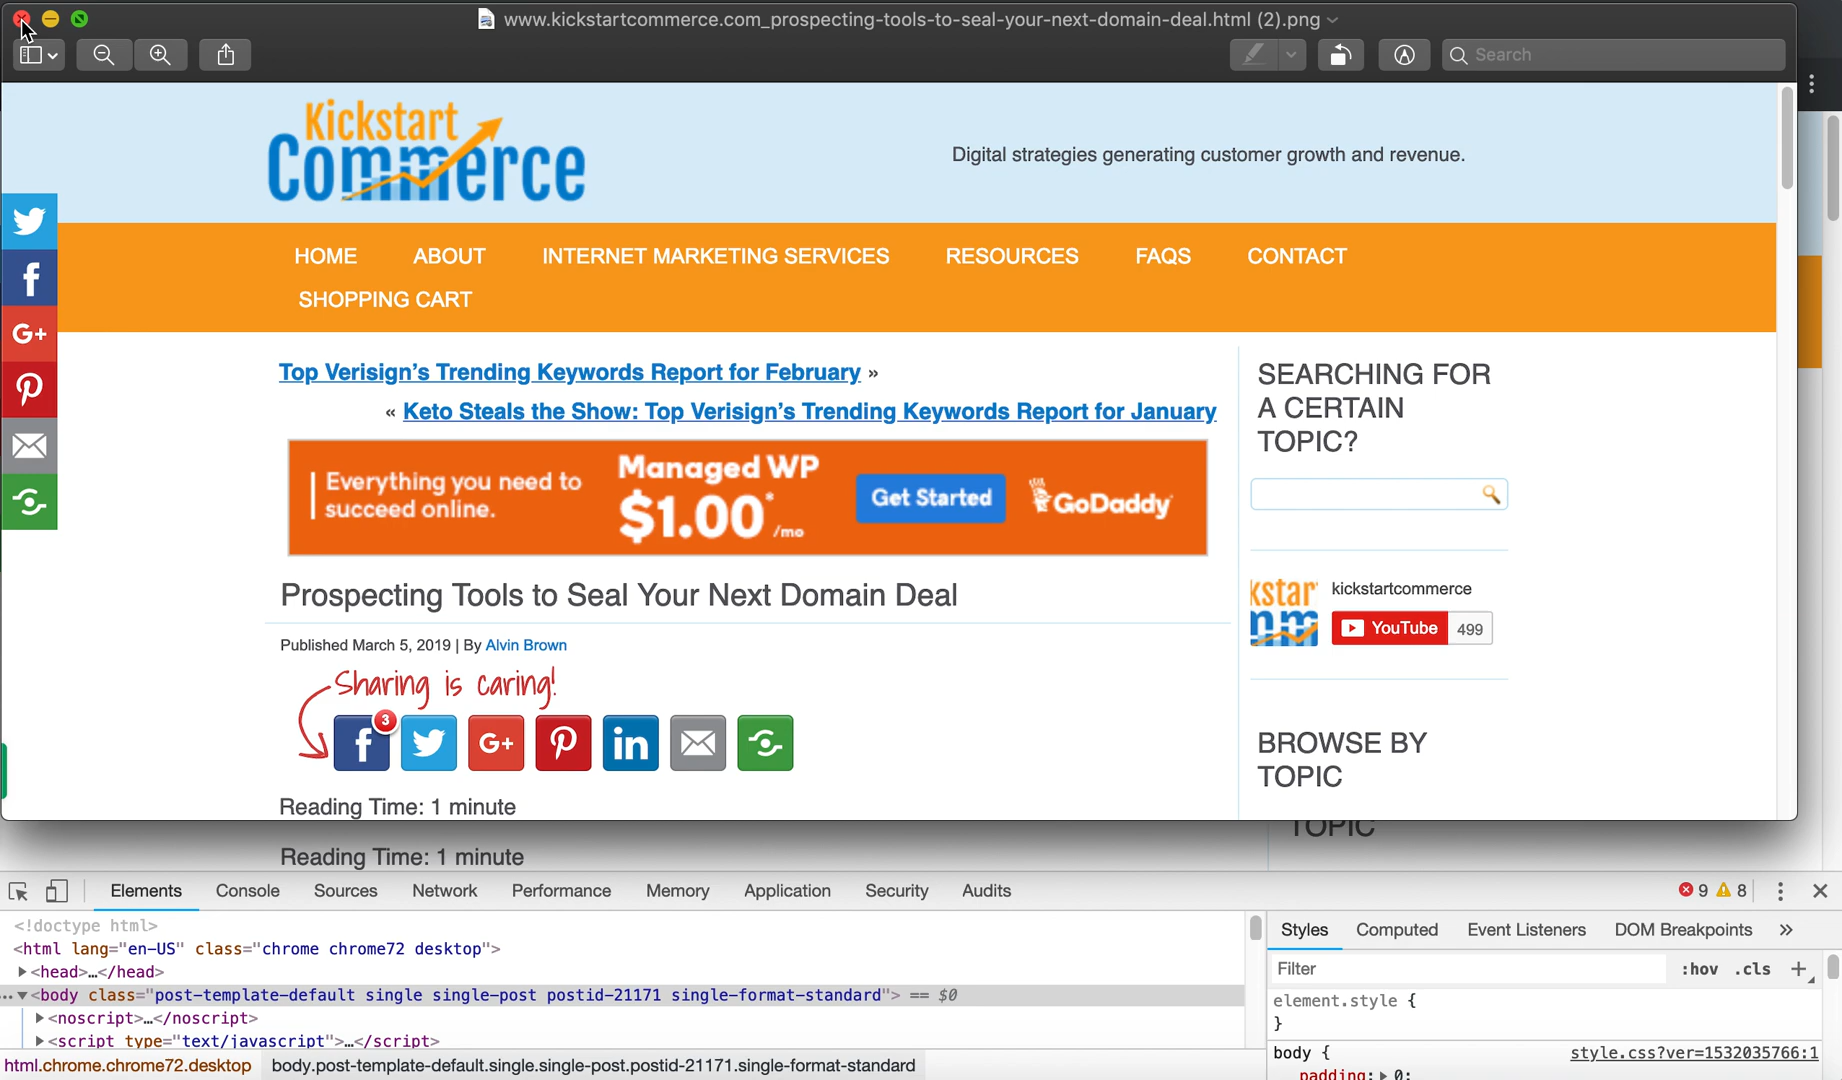 www.kickstartcommerce.com_prospecting-tools-to-seal-your-next-domain-deal.html (2).png
Search
Kickstart
Commerce
Digital strategies generating customer growth and revenue.
HOME ABOUT INTERNET MARKETING SERVICES RESOURCES FAQS CONTACT
SHOPPING CART
Top Verisign's Trending Keywords Report for February »
« Keto Steals the Show: Top Verisign's Trending Keywords Report for January
Everything you need to
succeed online.
Managed WP
$1.00*
/mo
Get Started
GoDaddy
SEARCHING FOR
A CERTAIN
TOPIC?
Prospecting Tools to Seal Your Next Domain Deal
Published March 5, 2019 | By Alvin Brown
Sharing is caring!
3
G+
in
Reading Time: 1 minute
kstar
mm
kickstartcommerce
YouTube 499
BROWSE BY
TOPIC
G+
TOPIC
Reading Time: 1 minute
Elements Console Sources Network Performance Memory Application Security Audits 9 8
<!doctype html>
<html lang="en-US" class="chrome chrome72 desktop">
<head>…</head>
<body class="post-template-default single single-post postid-21171 single-format-standard"> == $0
<noscript>…</noscript>
<script type="text/javascript">…</script>
html.chrome.chrome72.desktop body.post-template-default.single.single-post.postid-21171.single-format-standard
Styles Computed Event Listeners DOM Breakpoints »
Filter :hov .cls +
element.style {
}
body { style.css?ver=1532035766:1
padding: 0;